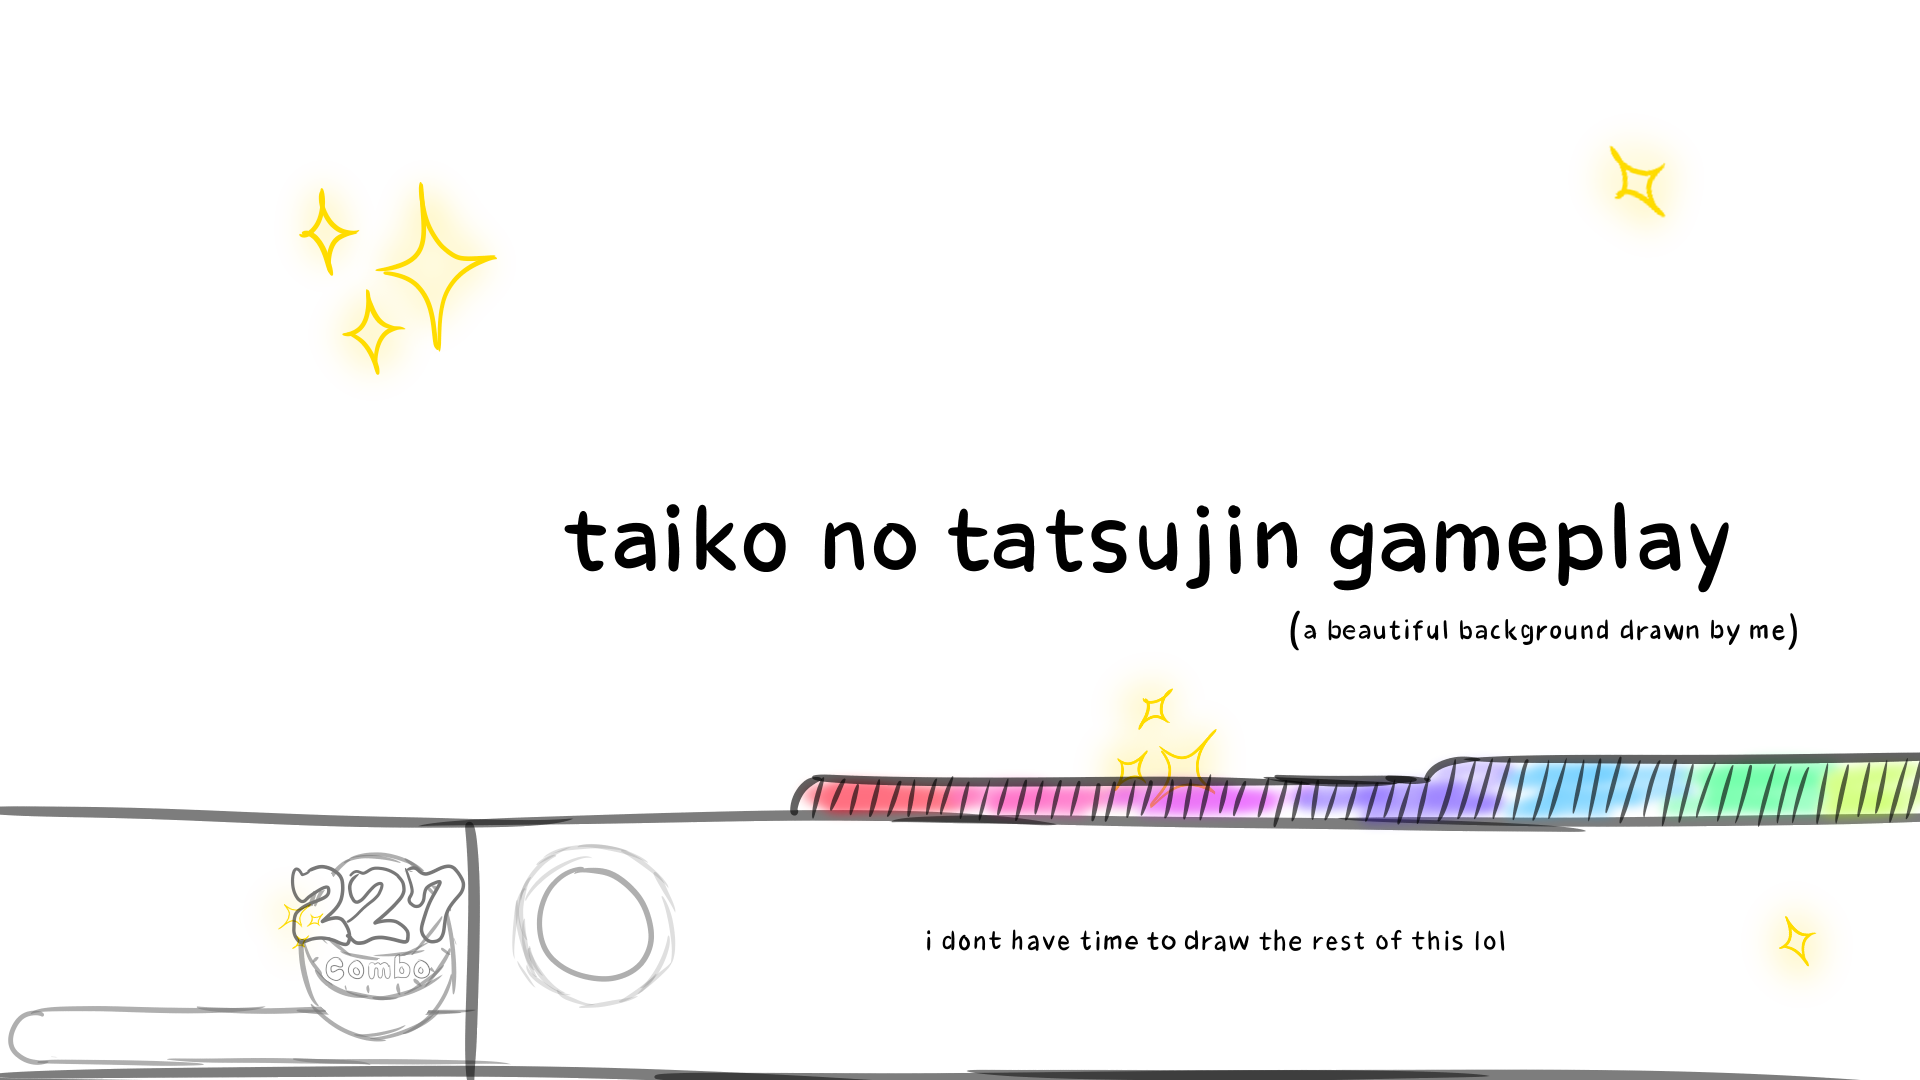 taiko no tatsujin gameplay
(a beautiful background drawn by me)
227
combo
i dont have time to draw the rest of this lol